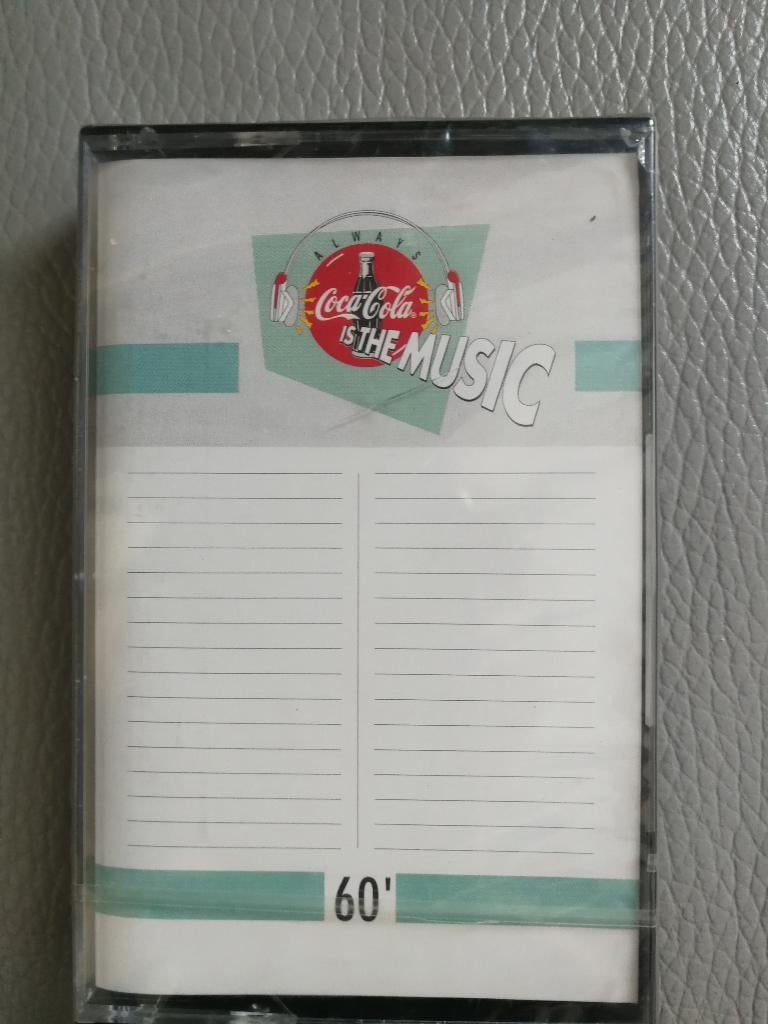 ALWAYS
Coca-Cola®
IS THE MUSIC
60'